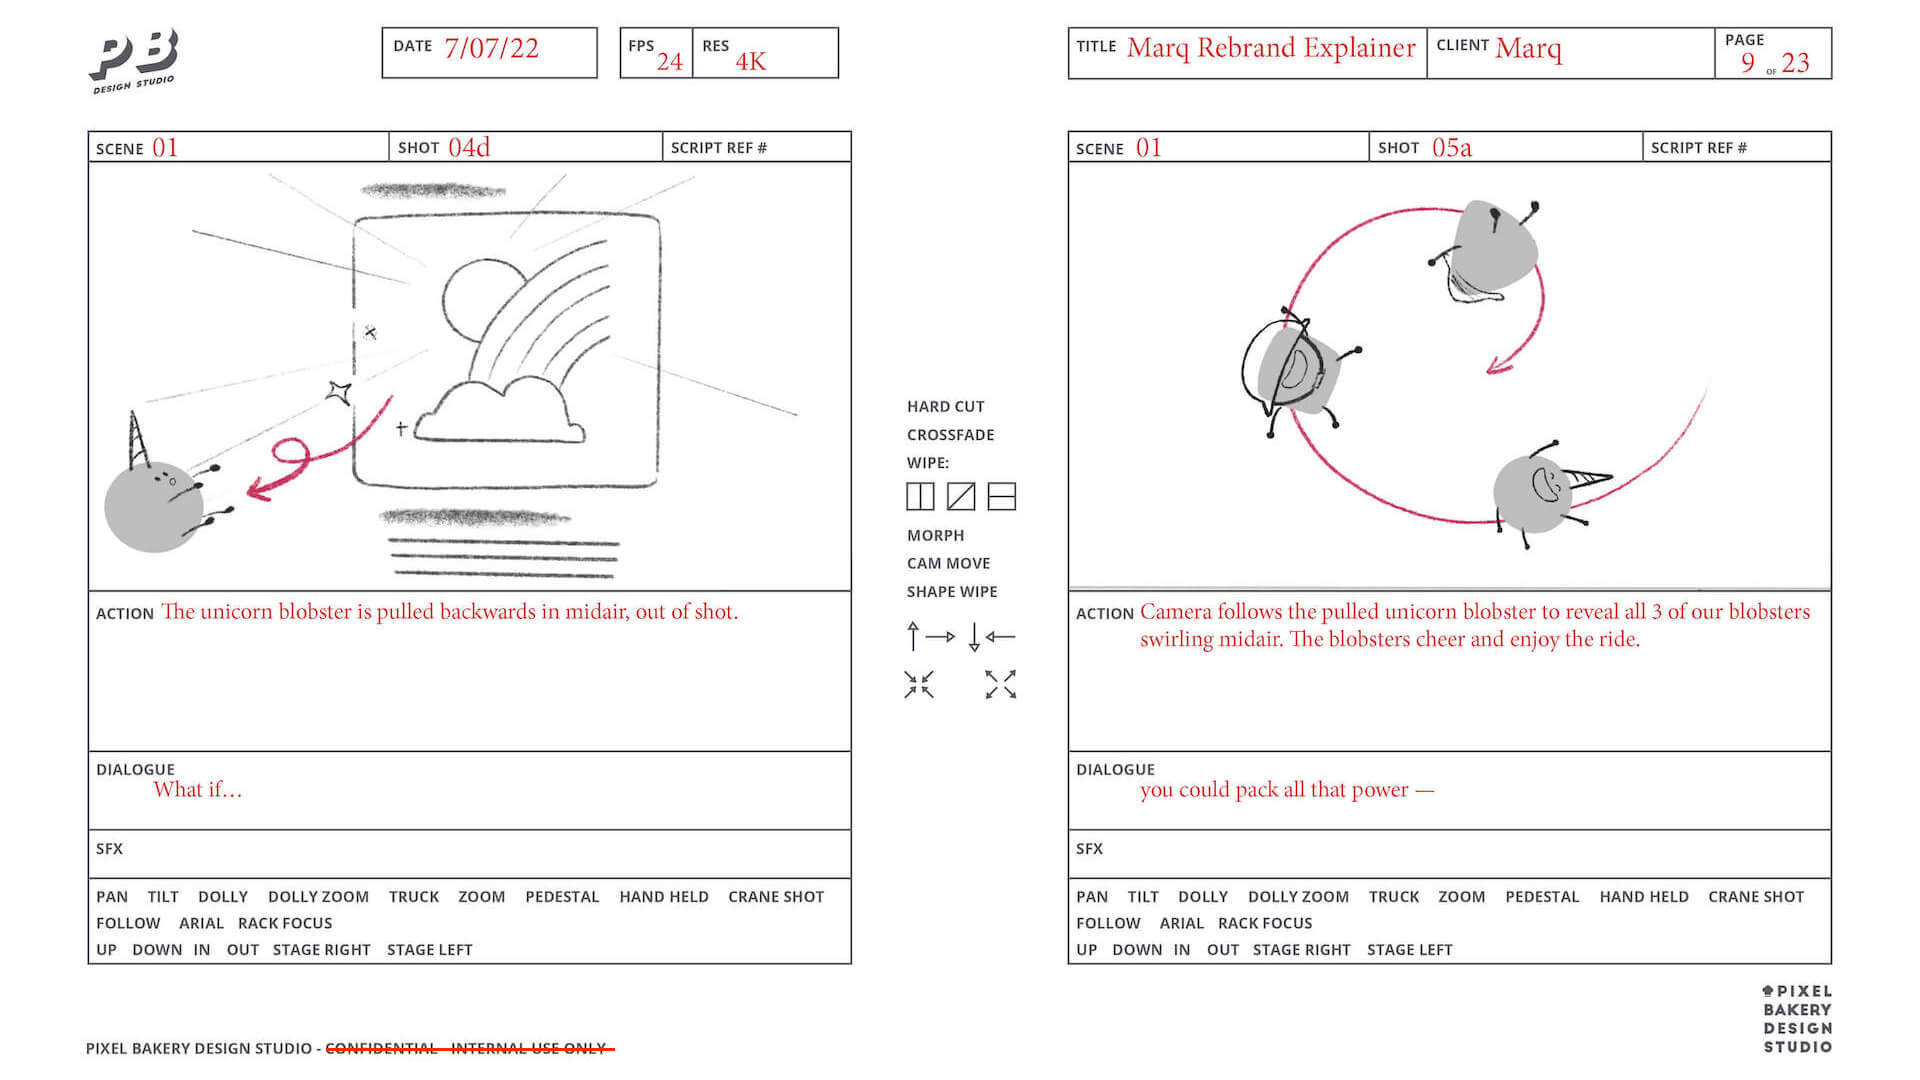 PB
DESIGN STUDIO
DATE 7/07/22
FPS 24
RES 4K
TITLE Marq Rebrand Explainer
CLIENT Marq
PAGE
9 OF 23
SCENE 01
SHOT 04d
SCRIPT REF #
ACTION The unicorn blobster is pulled backwards in midair, out of shot.
DIALOGUE
What if…
SFX
PAN TILT DOLLY DOLLY ZOOM TRUCK ZOOM PEDESTAL HAND HELD CRANE SHOT
FOLLOW ARIAL RACK FOCUS
UP DOWN IN OUT STAGE RIGHT STAGE LEFT
HARD CUT
CROSSFADE
WIPE:
MORPH
CAM MOVE
SHAPE WIPE
SCENE 01
SHOT 05a
SCRIPT REF #
ACTION Camera follows the pulled unicorn blobster to reveal all 3 of our blobsters
swirling midair. The blobsters cheer and enjoy the ride.
DIALOGUE
you could pack all that power —
SFX
PAN TILT DOLLY DOLLY ZOOM TRUCK ZOOM PEDESTAL HAND HELD CRANE SHOT
FOLLOW ARIAL RACK FOCUS
UP DOWN IN OUT STAGE RIGHT STAGE LEFT
PIXEL BAKERY DESIGN STUDIO - CONFIDENTIAL - INTERNAL USE ONLY
PIXEL
BAKERY
DESIGN
STUDIO